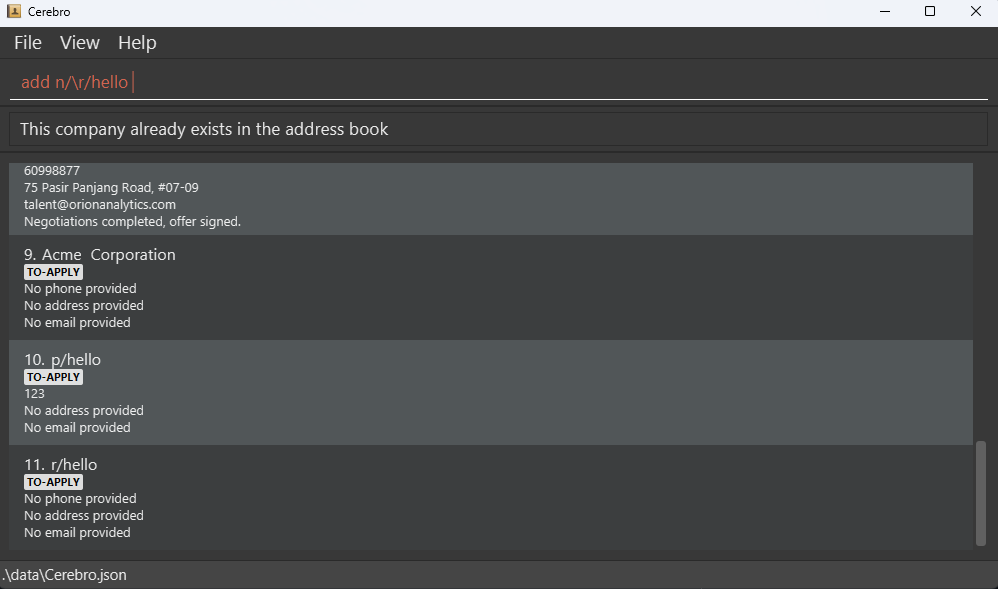 Cerebro
File View Help
add n/\r/hello
This company already exists in the address book
60998877
75 Pasir Panjang Road, #07-09
talent@orionanalytics.com
Negotiations completed, offer signed.
9. Acme  Corporation
TO-APPLY
No phone provided
No address provided
No email provided
10. p/hello
TO-APPLY
123
No address provided
No email provided
11. r/hello
TO-APPLY
No phone provided
No address provided
No email provided
.\data\Cerebro.json